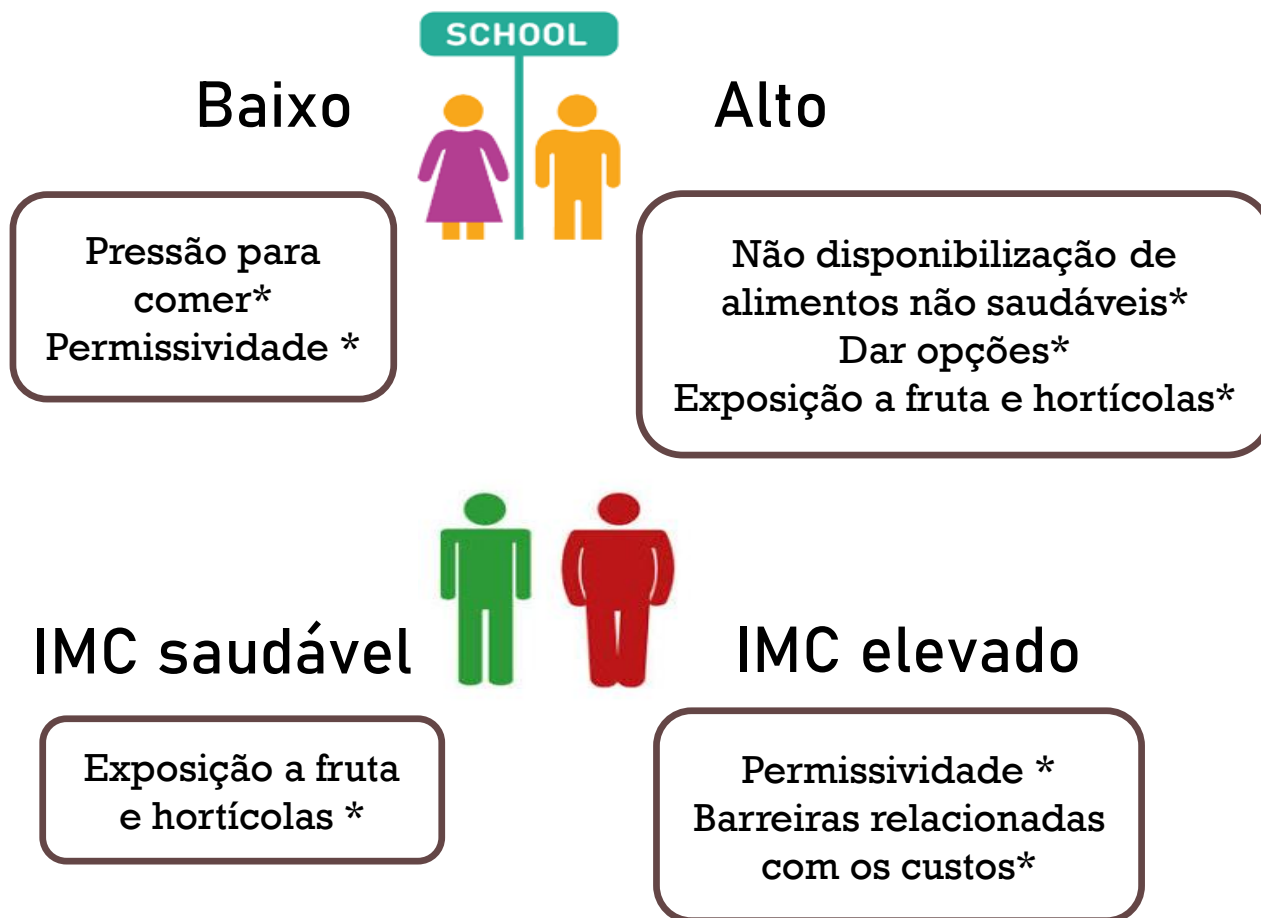 SCHOOL
Baixo
Alto
Pressão para
comer*
Permissividade *
Não disponibilização de
alimentos não saudáveis*
Dar opções*
Exposição a fruta e hortícolas*
IMC saudável
IMC elevado
Exposição a fruta
e hortícolas *
Permissividade *
Barreiras relacionadas
com os custos*